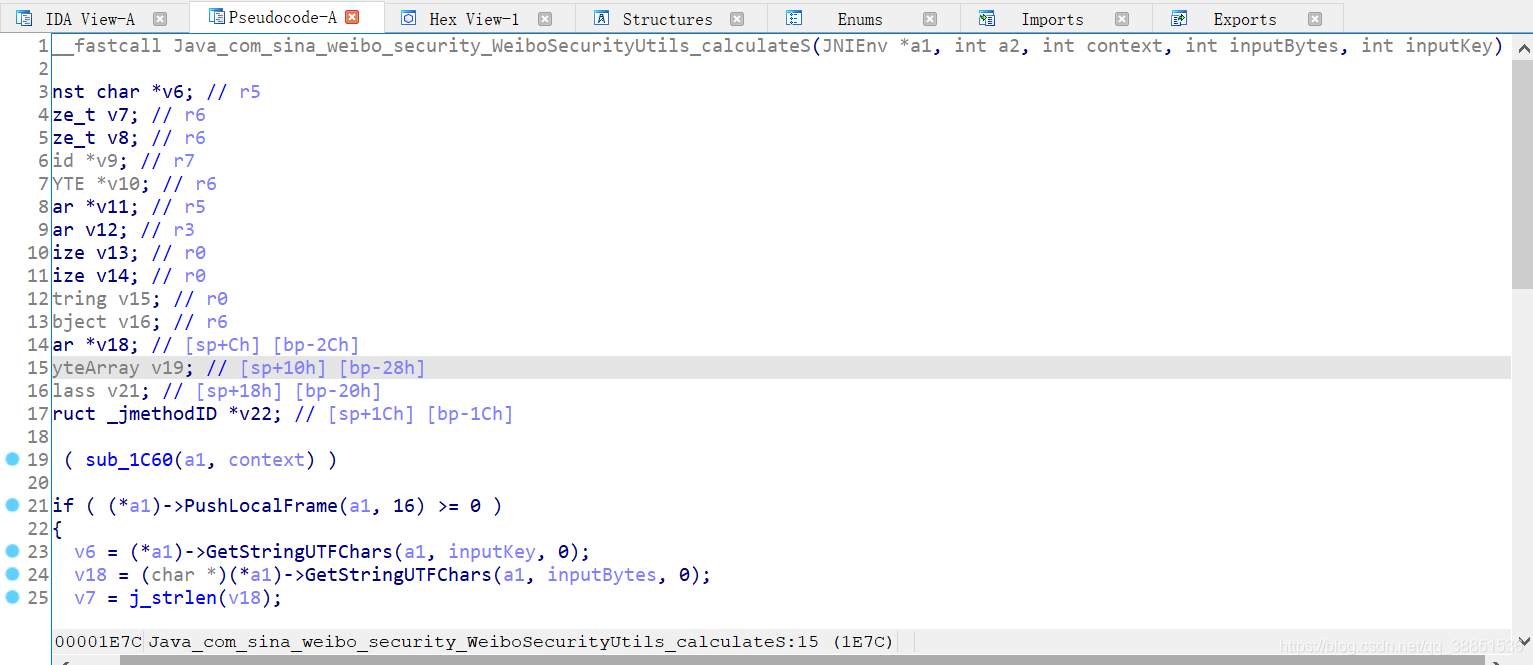 IDA View-A Pseudocode-A Hex View-1 Structures Enums Imports Exports
1 __fastcall Java_com_sina_weibo_security_WeiboSecurityUtils_calculateS(JNIEnv *a1, int a2, int context, int inputBytes, int inputKey)
2
3 nst char *v6; // r5
4 ze_t v7; // r6
5 ze_t v8; // r6
6 id *v9; // r7
7 YTE *v10; // r6
8 ar *v11; // r5
9 ar v12; // r3
10 ize v13; // r0
11 ize v14; // r0
12 tring v15; // r0
13 bject v16; // r6
14 ar *v18; // [sp+Ch] [bp-2Ch]
15 yteArray v19; // [sp+10h] [bp-28h]
16 lass v21; // [sp+18h] [bp-20h]
17 ruct _jmethodID *v22; // [sp+1Ch] [bp-1Ch]
18
19 ( sub_1C60(a1, context) )
20
21 if ( (*a1)->PushLocalFrame(a1, 16) >= 0 )
22 {
23 v6 = (*a1)->GetStringUTFChars(a1, inputKey, 0);
24 v18 = (char *)(*a1)->GetStringUTFChars(a1, inputBytes, 0);
25 v7 = j_strlen(v18);
00001E7C Java_com_sina_weibo_security_WeiboSecurityUtils_calculateS:15 (1E7C)
https://blog.csdn.net/qq_38851536